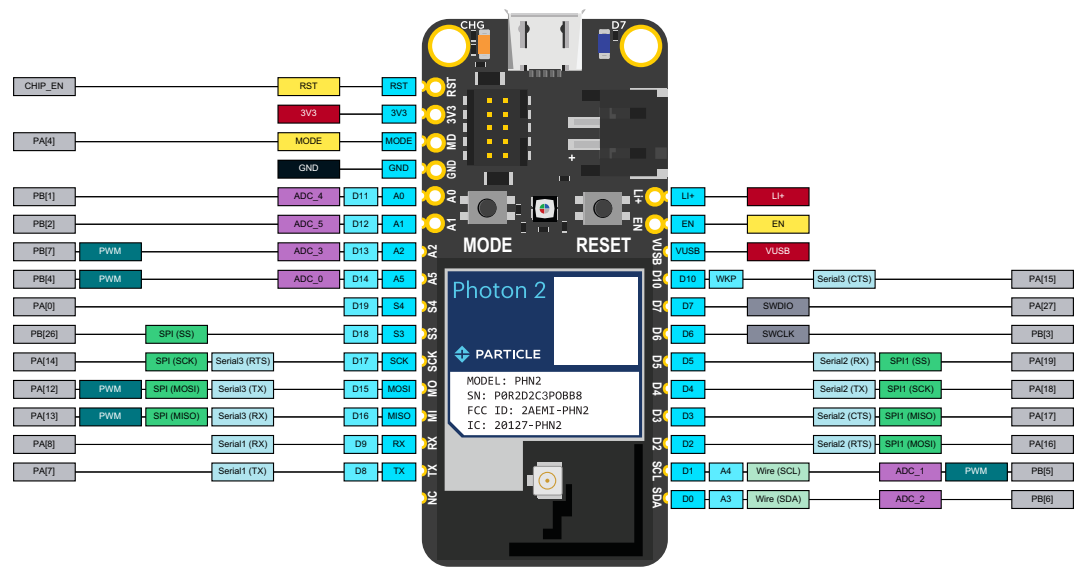 CHG D7
CHIP_EN RST RST RST
3V3 3V3 3V3
PA[4] MODE MODE MD
GND GND GND
+
PB[1] ADC_4 D11 A0 A0
Li+ Li+ Li+
PB[2] ADC_5 D12 A1 A1
EN EN EN
MODE RESET
PB[7] PWM ADC_3 D13 A2 A2
VUSB VUSB VUSB
PB[4] PWM ADC_0 D14 A5 A5
D10 D10 WKP Serial3 (CTS) PA[15]
Photon 2
PA[0] D19 S4 S4
D7 D7 SWDIO PA[27]
PB[26] SPI (SS) D18 S3 S3
D6 D6 SWCLK PB[3]
PARTICLE
PA[14] SPI (SCK) Serial3 (RTS) D17 SCK SCK
D5 D5 Serial2 (RX) SPI1 (SS) PA[19]
MODEL: PHN2
SN: P0R2D2C3POBB8
FCC ID: 2AEMI-PHN2
IC: 20127-PHN2
PA[12] PWM SPI (MOSI) Serial3 (TX) D15 MOSI MO
D4 D4 Serial2 (TX) SPI1 (SCK) PA[18]
PA[13] PWM SPI (MISO) Serial3 (RX) D16 MISO MI
D3 D3 Serial2 (CTS) SPI1 (MISO) PA[17]
PA[8] Serial1 (RX) D9 RX RX
D2 D2 Serial2 (RTS) SPI1 (MOSI) PA[16]
PA[7] Serial1 (TX) D8 TX TX
SCL D1 A4 Wire (SCL) ADC_1 PWM PB[5]
NC
SDA D0 A3 Wire (SDA) ADC_2 PB[6]